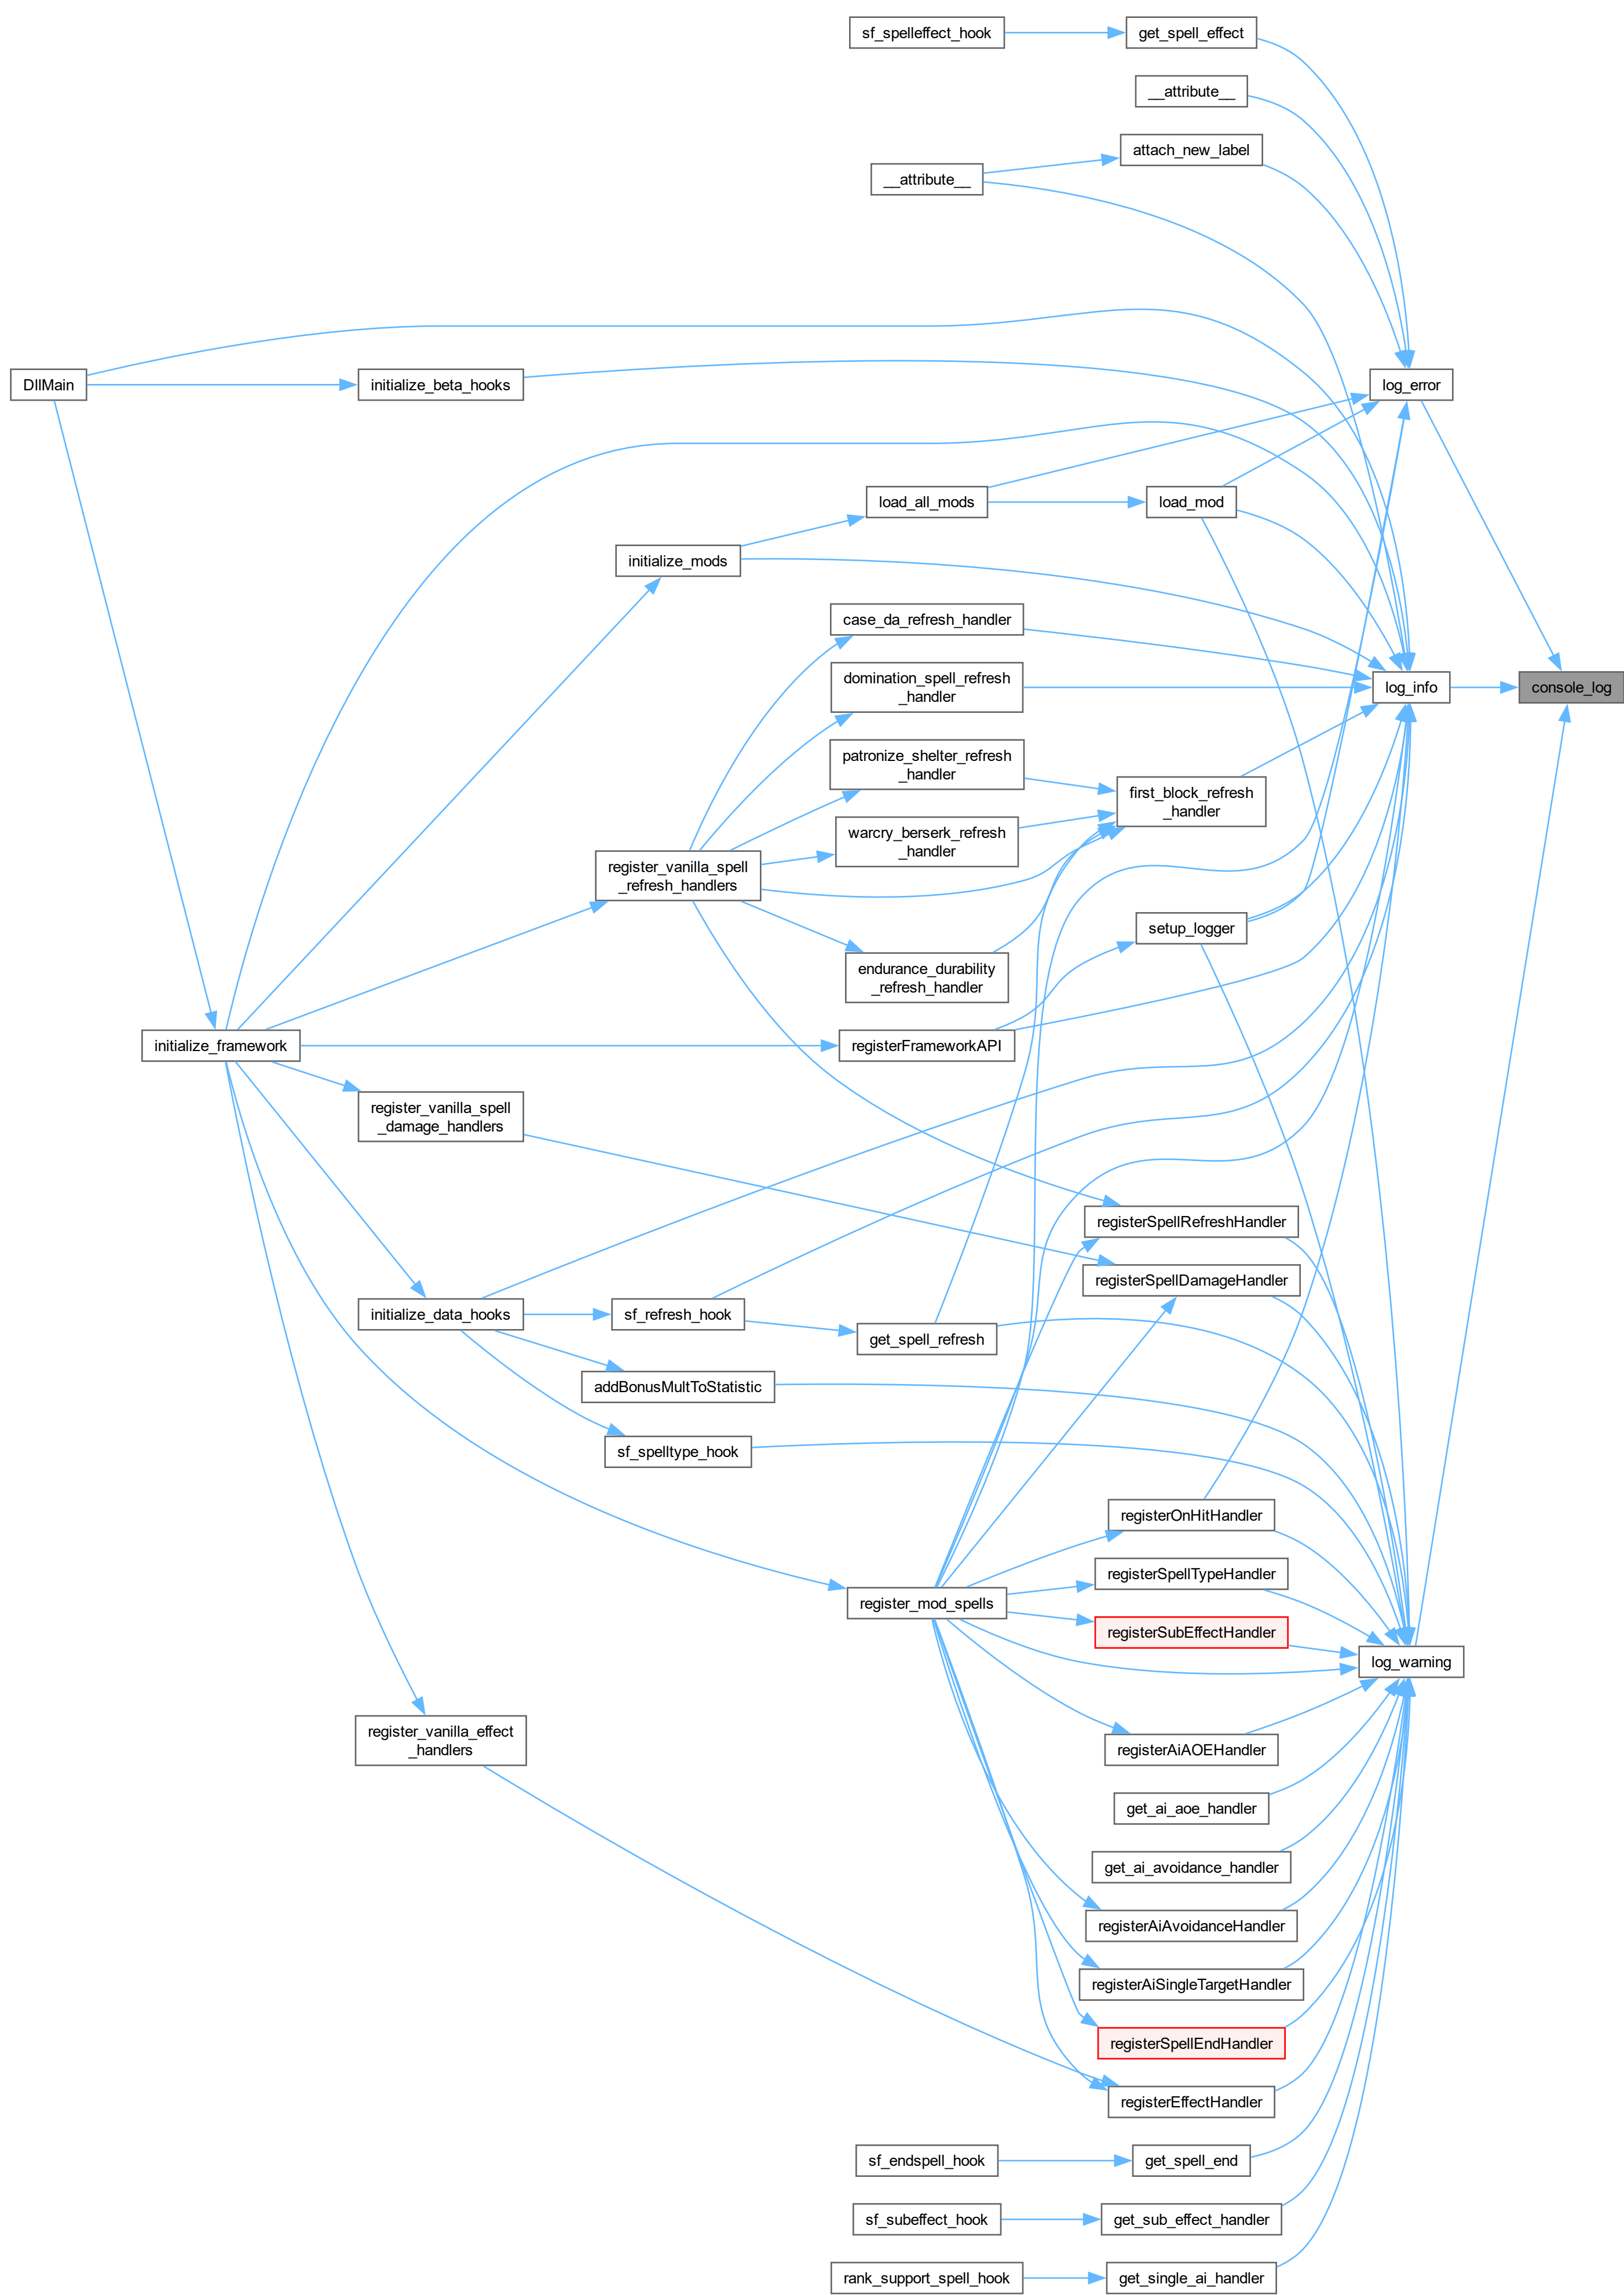 sf_spelleffect_hook
get_spell_effect
__attribute__
attach_new_label
__attribute__
DllMain
initialize_beta_hooks
log_error
load_all_mods
load_mod
initialize_mods
case_da_refresh_handler
domination_spell_refresh
_handler
log_info
console_log
patronize_shelter_refresh
_handler
first_block_refresh
_handler
warcry_berserk_refresh
_handler
register_vanilla_spell
_refresh_handlers
setup_logger
endurance_durability
_refresh_handler
initialize_framework
registerFrameworkAPI
register_vanilla_spell
_damage_handlers
registerSpellRefreshHandler
registerSpellDamageHandler
initialize_data_hooks
sf_refresh_hook
get_spell_refresh
addBonusMultToStatistic
sf_spelltype_hook
registerOnHitHandler
registerSpellTypeHandler
register_mod_spells
registerSubEffectHandler
log_warning
register_vanilla_effect
_handlers
registerAiAOEHandler
get_ai_aoe_handler
get_ai_avoidance_handler
registerAiAvoidanceHandler
registerAiSingleTargetHandler
registerSpellEndHandler
registerEffectHandler
sf_endspell_hook
get_spell_end
sf_subeffect_hook
get_sub_effect_handler
rank_support_spell_hook
get_single_ai_handler